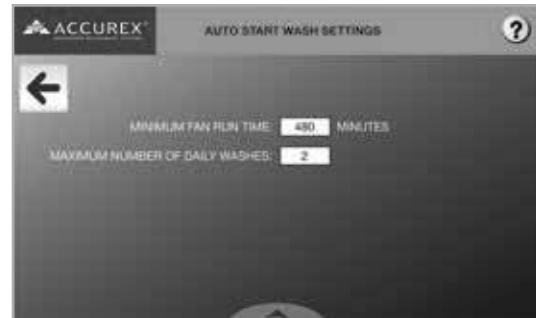 ACCUREX
AUTO START WASH SETTINGS
?
MINIMUM FAN RUN TIME: 480 MINUTES
MAXIMUM NUMBER OF DAILY WASHES: 2